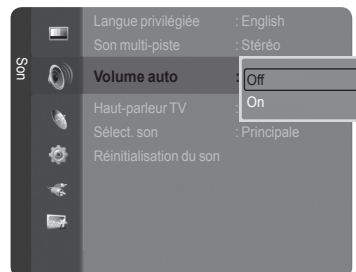 Son
Langue privilégiée : English
Son multi-piste : Stéréo
Volume auto :
Off
On
Haut-parleur TV :
Sélect. son : Principale
Réinitialisation du son